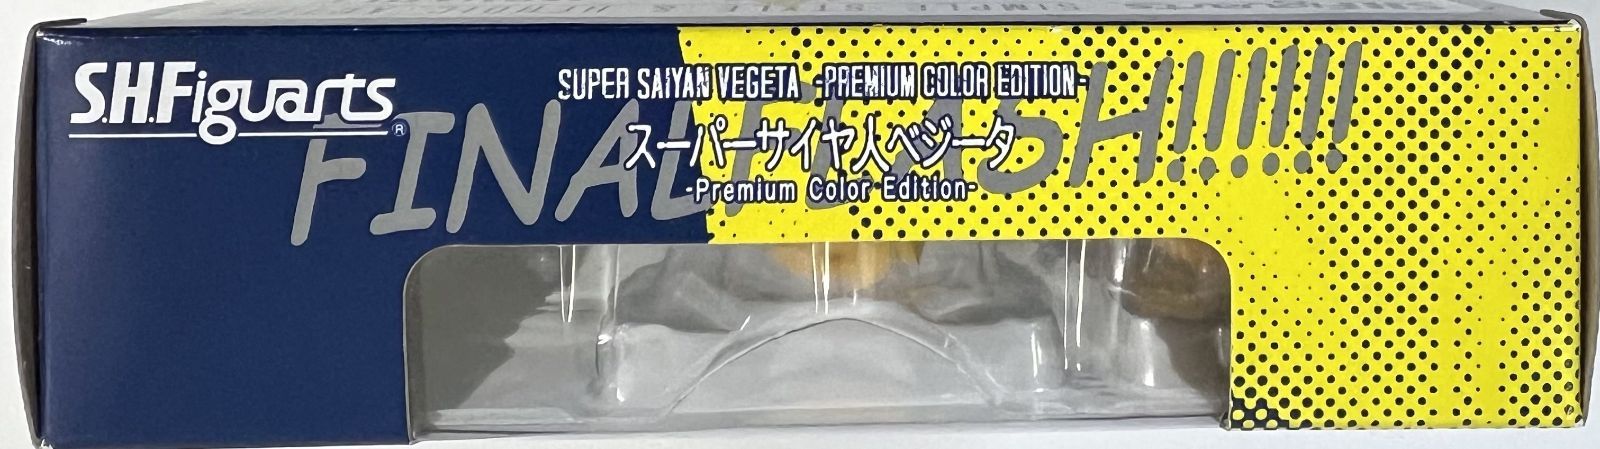 S.H.Figuarts®
SUPER SAIYAN VEGETA -PREMIUM COLOR EDITION-
スーパーサイヤ人ベジータ
-Premium Color Edition-
FINAL FLASH!!!!!!